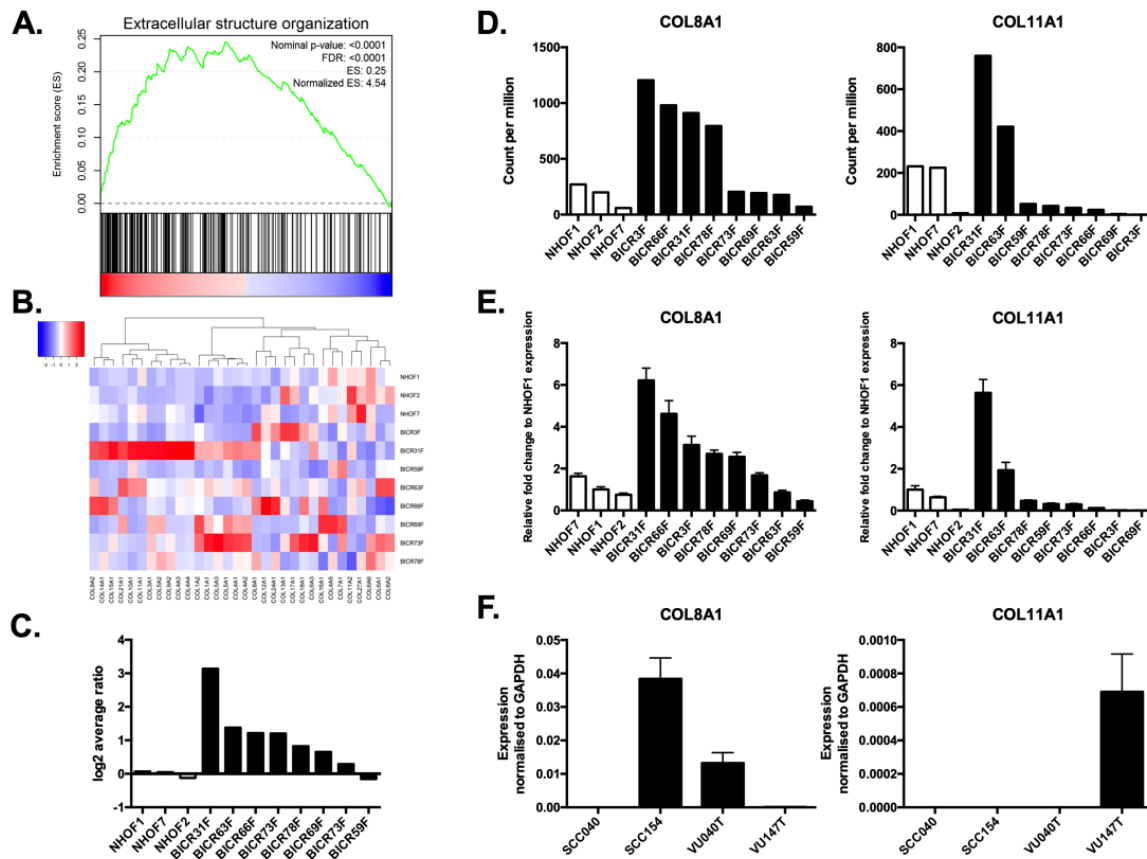 A.
Extracellular structure organization
Nominal p-value: <0.0001
FDR: <0.0001
ES: 0.25
Normalized ES: 4.54
Enrichment score (ES)
0.25
0.20
0.15
0.10
0.05
0.00
B.
NHOF1
NHOF2
NHOF7
BICR3F
BICR31F
BICR59F
BICR63F
BICR66F
BICR69F
BICR73F
BICR78F
C.
log2 average ratio
4
3
2
1
0
-1
NHOF1
NHOF7
NHOF2
BICR31F
BICR63F
BICR66F
BICR73F
BICR78F
BICR69F
BICR73F
BICR59F
D.
COL8A1
Count per million
1500
1000
500
0
NHOF1
NHOF2
NHOF7
BICR3F
BICR66F
BICR31F
BICR78F
BICR73F
BICR69F
BICR63F
BICR59F
COL11A1
Count per million
800
600
400
200
0
NHOF1
NHOF7
NHOF2
BICR31F
BICR63F
BICR59F
BICR78F
BICR73F
BICR66F
BICR69F
BICR3F
E.
COL8A1
Relative fold change to NHOF1 expression
8
6
4
2
0
NHOF7
NHOF1
NHOF2
BICR31F
BICR66F
BICR3F
BICR78F
BICR69F
BICR73F
BICR63F
BICR59F
COL11A1
Relative fold change to NHOF1 expression
8
6
4
2
0
NHOF1
NHOF7
NHOF2
BICR31F
BICR63F
BICR78F
BICR59F
BICR73F
BICR66F
BICR3F
BICR69F
F.
COL8A1
Expression
normalised to GAPDH
0.05
0.04
0.03
0.02
0.01
0.00
SCC040
SCC154
VU040T
VU147T
COL11A1
Expression
normalised to GAPDH
0.0010
0.0008
0.0006
0.0004
0.0002
0.0000
SCC040
SCC154
VU040T
VU147T